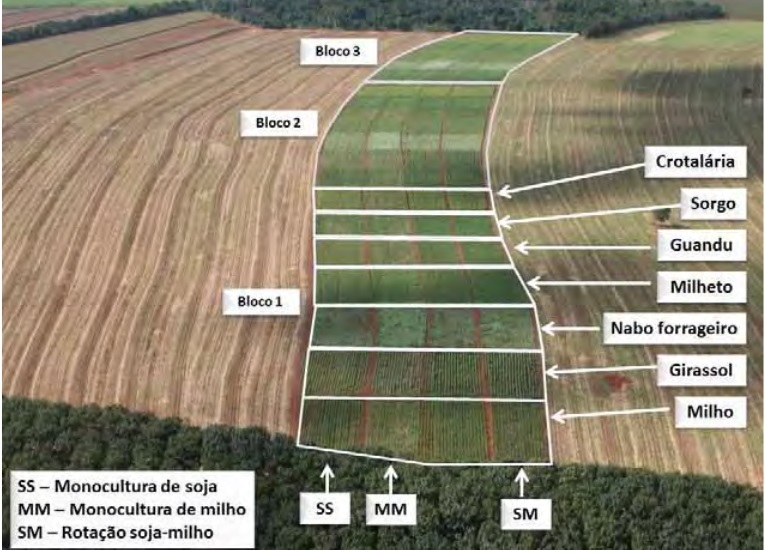 Bloco 3
Bloco 2
Crotalária
Sorgo
Guandu
Milheto
Bloco 1
Nabo forrageiro
Girassol
Milho
SS – Monocultura de soja
MM – Monocultura de milho
SM – Rotação soja-milho
SS
MM
SM